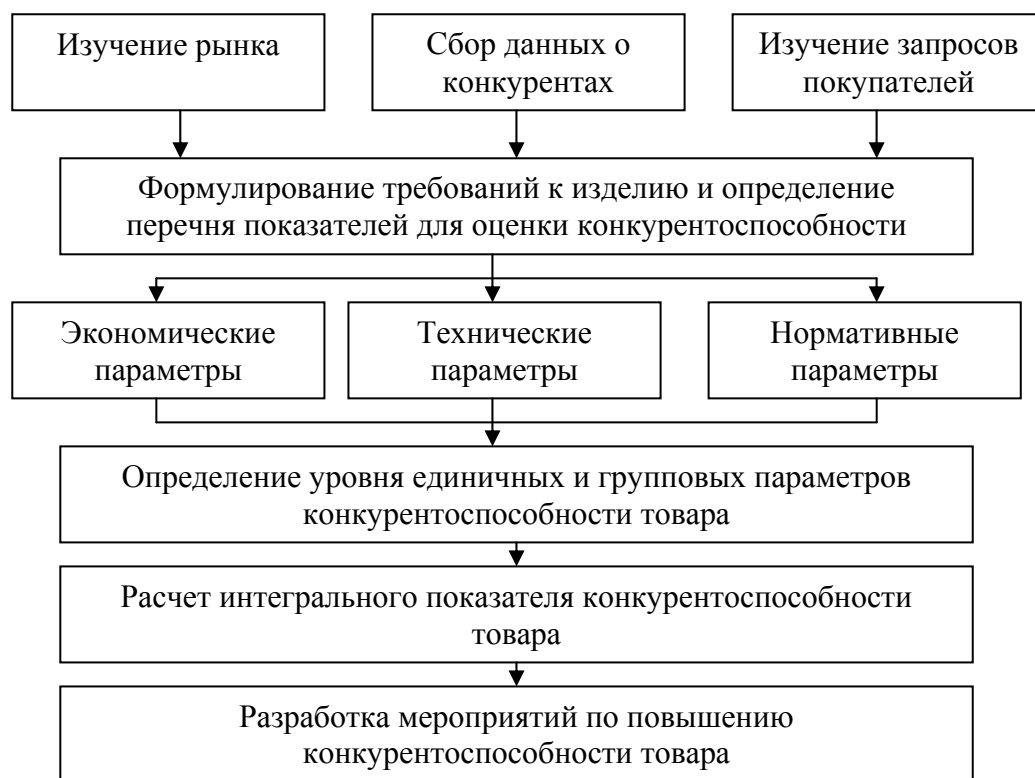 Изучение рынка
Сбор данных о
конкурентах
Изучение запросов
покупателей
Формулирование требований к изделию и определение
перечня показателей для оценки конкурентоспособности
Экономические
параметры
Технические
параметры
Нормативные
параметры
Определение уровня единичных и групповых параметров
конкурентоспособности товара
Расчет интегрального показателя конкурентоспособности
товара
Разработка мероприятий по повышению
конкурентоспособности товара